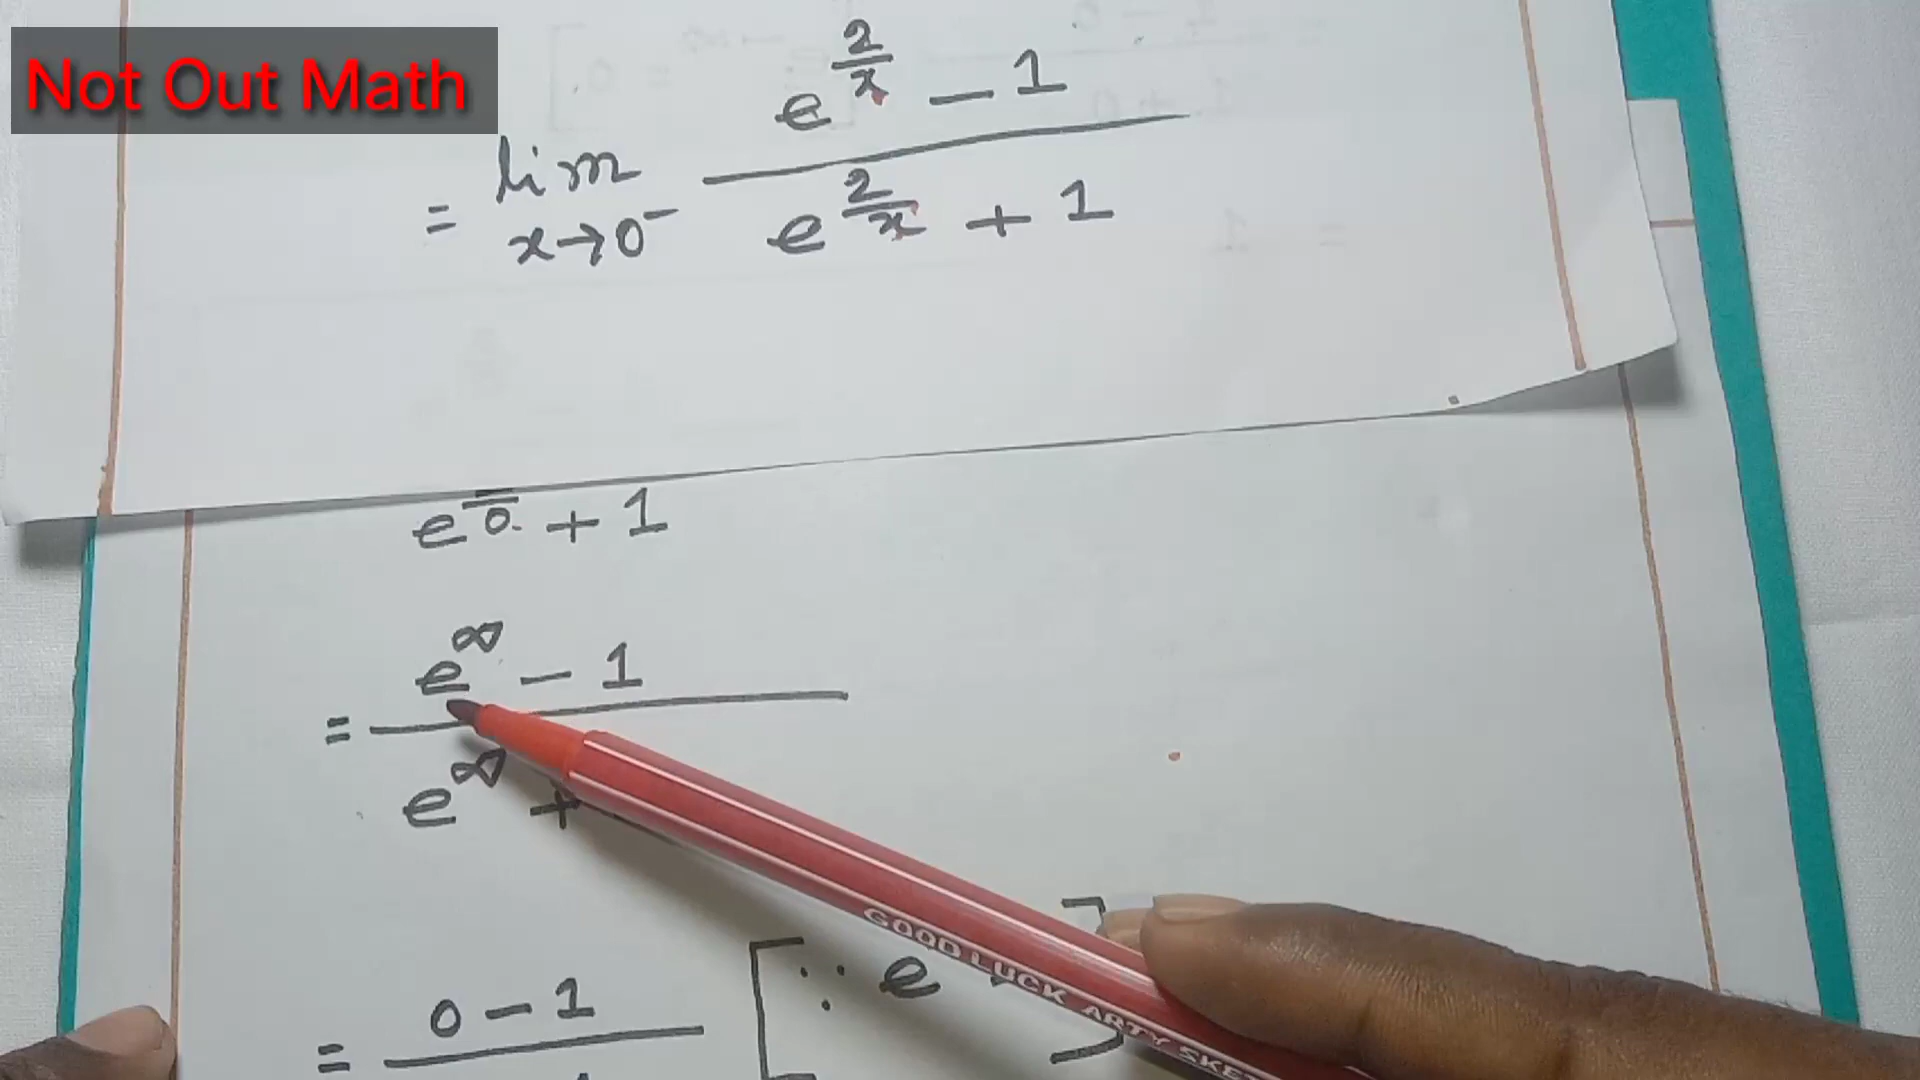 Not Out Math
= lim x→0⁻ (e^(2/x) - 1) / (e^(2/x) + 1)
e^(‾/0) + 1
e^∞ - 1
=
e^∞ +
0 - 1
= [∵ e ]
GOOD LUCK ARTY SKE